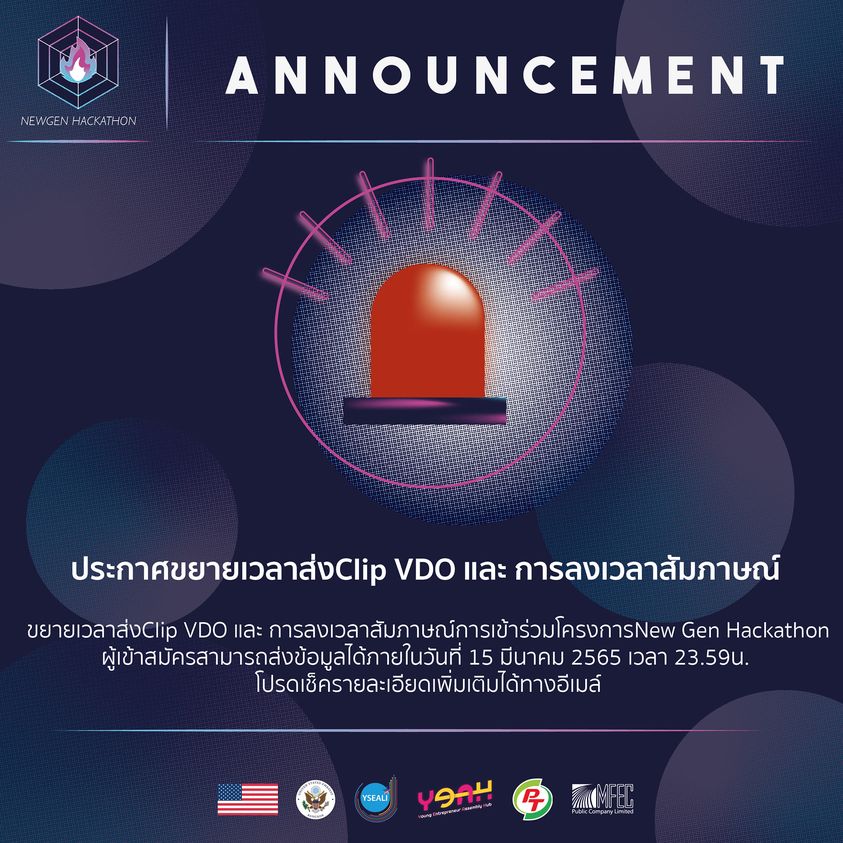 NEWGEN HACKATHON
ANNOUNCEMENT
ประกาศขยายเวลาส่งClip VDO และ การลงเวลาสัมภาษณ์
ขยายเวลาส่งClip VDO และ การลงเวลาสัมภาษณ์การเข้าร่วมโครงการNew Gen Hackathon
ผู้เข้าสมัครสามารถส่งข้อมูลได้ภายในวันที่ 15 มีนาคม 2565 เวลา 23.59น.
โปรดเช็ครายละเอียดเพิ่มเติมได้ทางอีเมล์
YSEALI
YEAH
Young Entrepreneur Assembly Hub
PT
MFEC
Public Company Limited